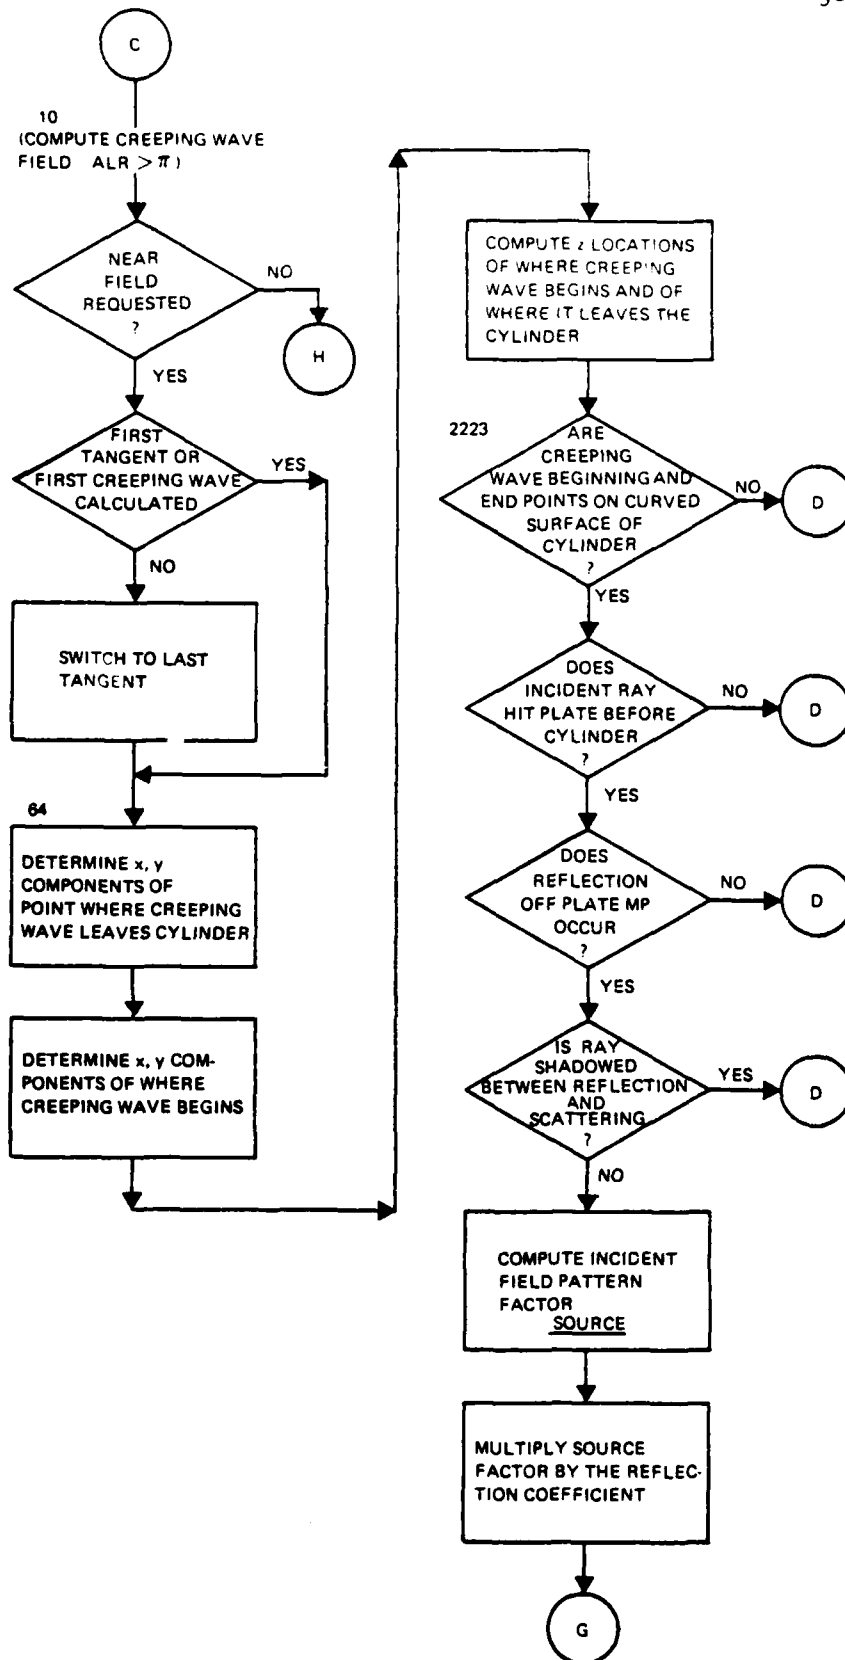 C
10
(COMPUTE CREEPING WAVE
FIELD ALR > π)
NEAR
FIELD
REQUESTED
?
NO
H
YES
FIRST
TANGENT OR
FIRST CREEPING WAVE
CALCULATED
YES
NO
SWITCH TO LAST
TANGENT
64
DETERMINE x, y
COMPONENTS OF
POINT WHERE CREEPING
WAVE LEAVES CYLINDER
DETERMINE x, y COM-
PONENTS OF WHERE
CREEPING WAVE BEGINS
COMPUTE z LOCATIONS
OF WHERE CREEPING
WAVE BEGINS AND OF
WHERE IT LEAVES THE
CYLINDER
2223
ARE
CREEPING
WAVE BEGINNING AND
END POINTS ON CURVED
SURFACE OF
CYLINDER
?
NO
D
YES
DOES
INCIDENT RAY
HIT PLATE BEFORE
CYLINDER
?
NO
D
YES
DOES
REFLECTION
OFF PLATE MP
OCCUR
?
NO
D
YES
IS RAY
SHADOWED
BETWEEN REFLECTION
AND
SCATTERING
?
YES
D
NO
COMPUTE INCIDENT
FIELD PATTERN
FACTOR
SOURCE
MULTIPLY SOURCE
FACTOR BY THE REFLEC-
TION COEFFICIENT
G